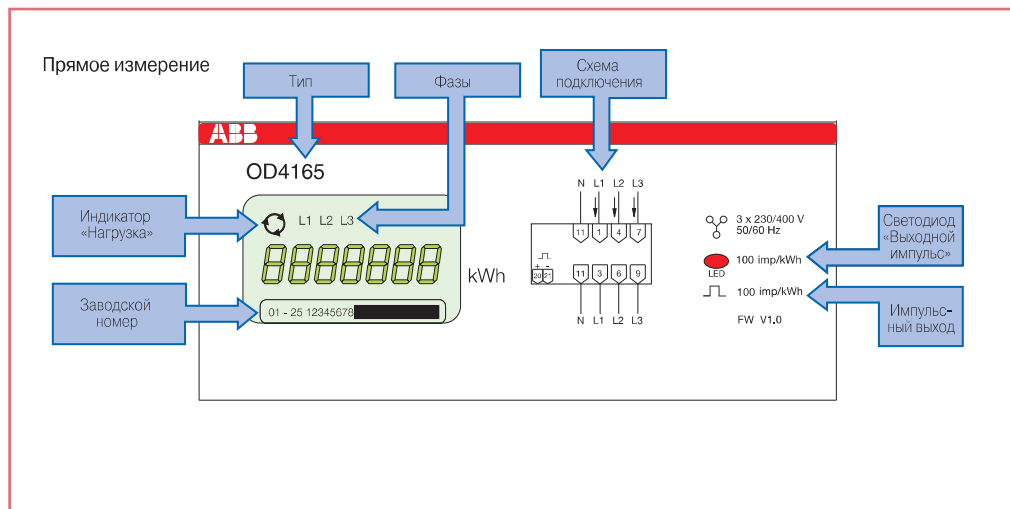 Прямое измерение
Тип
Фазы
Схема
подключения
ABB
OD4165
Индикатор
«Нагрузка»
L1 L2 L3
8888888
kWh
Заводской
номер
01 - 25 12345678
N L1 L2 L3
11 1 4 7
+ -
20 21
11 3 6 9
N L1 L2 L3
3 x 230/400 V
50/60 Hz
LED
100 imp/kWh
100 imp/kWh
FW V1.0
Светодиод
«Выходной
импульс»
Импульс-
ный выход